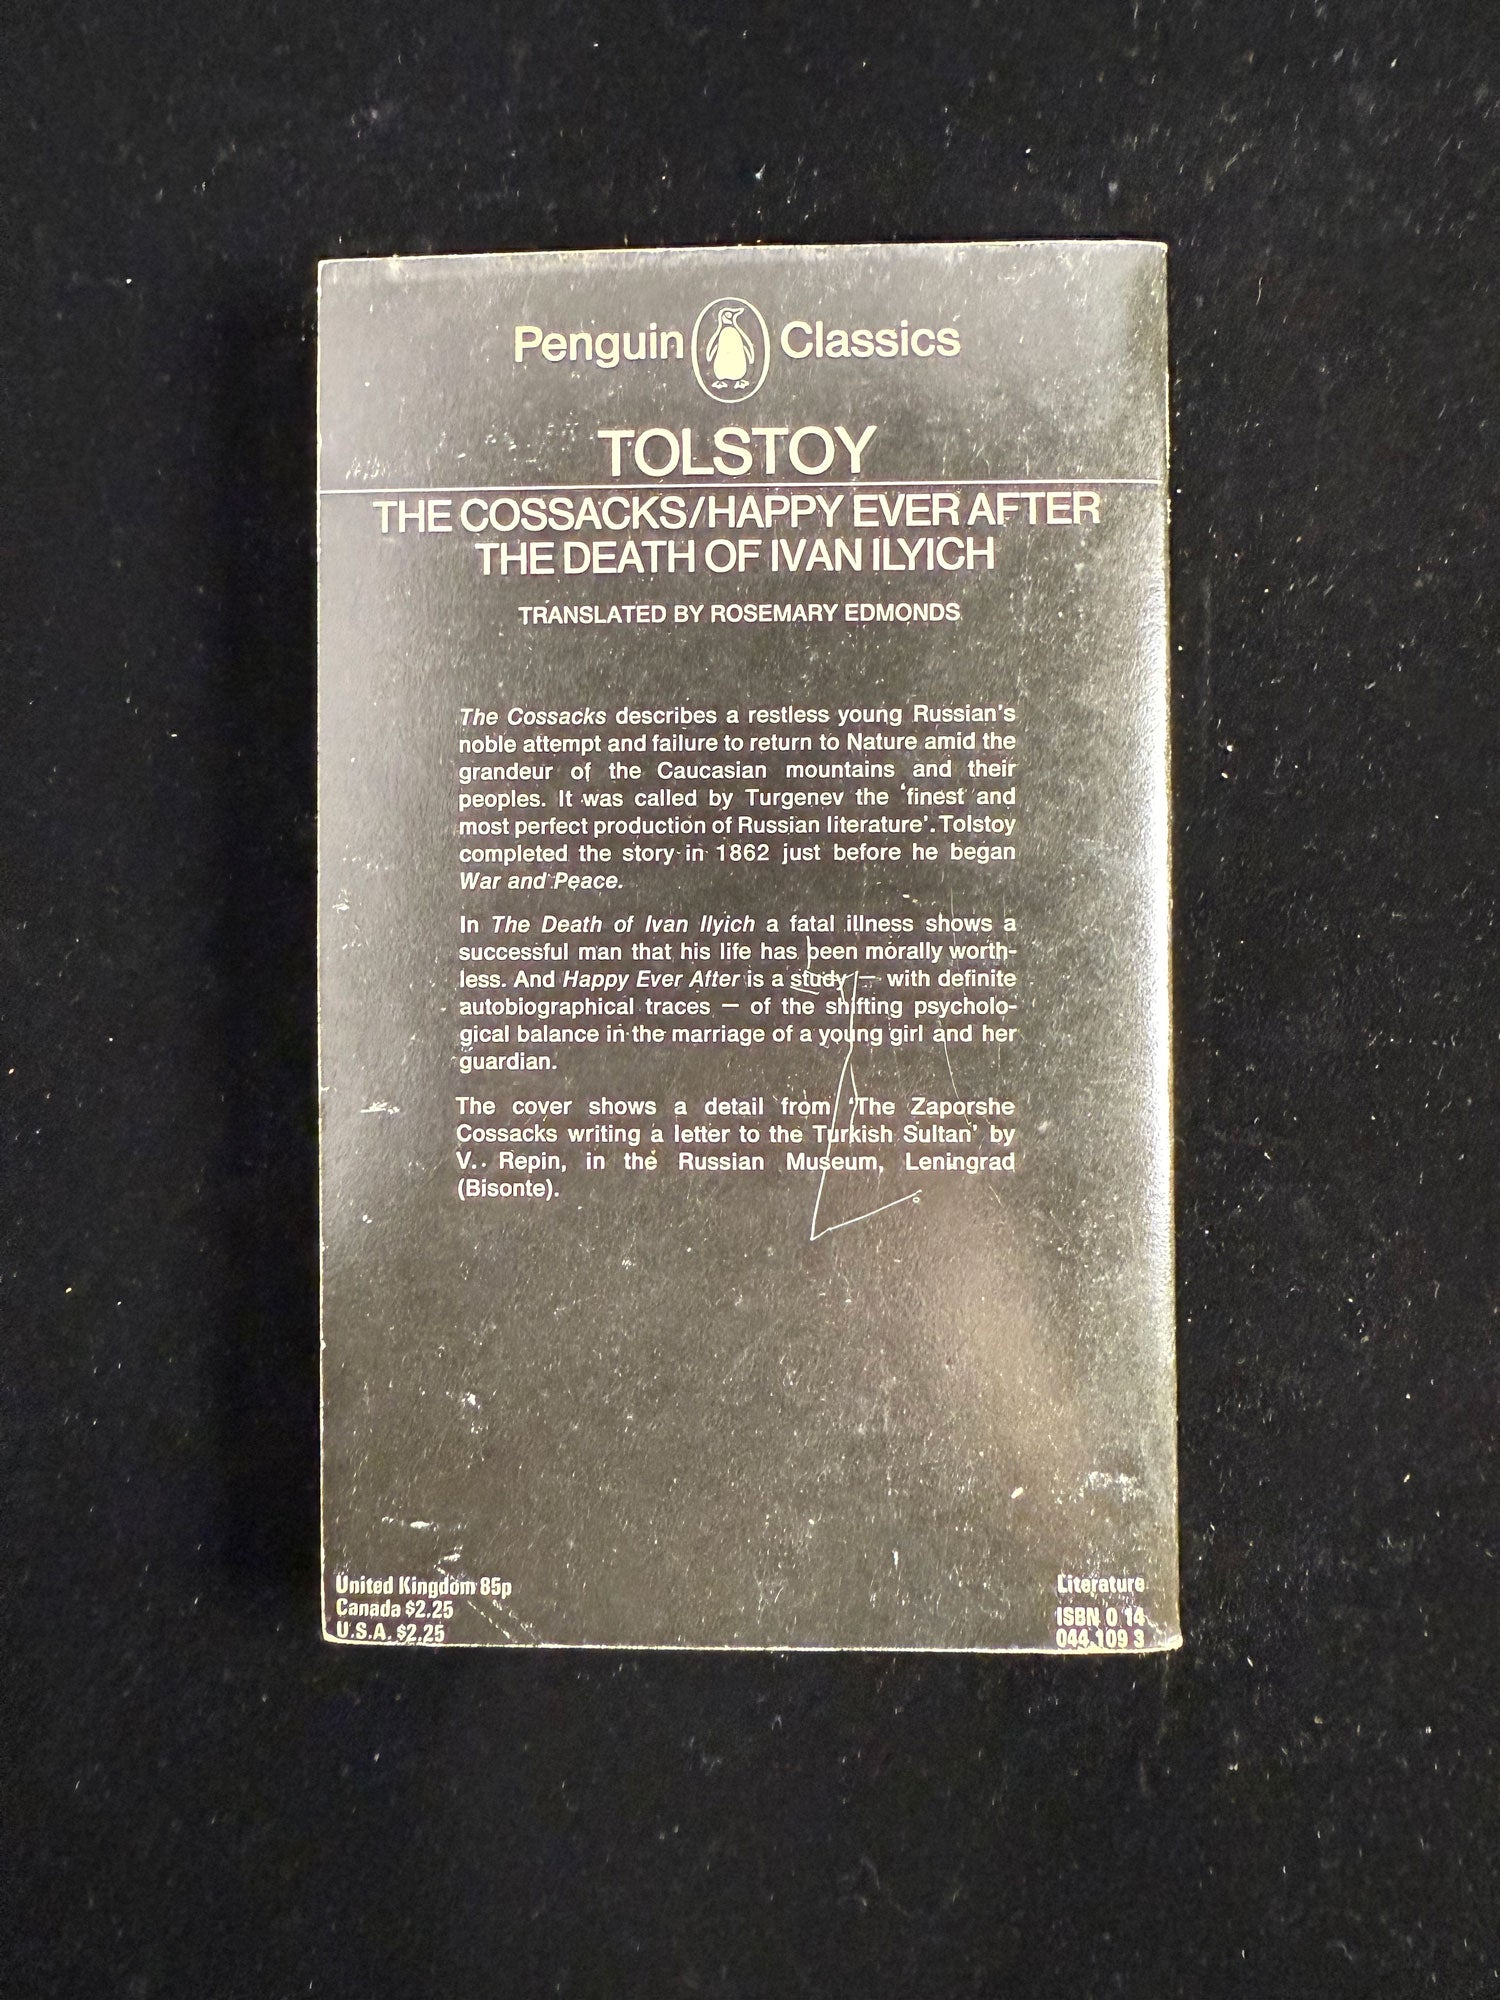 Penguin Classics
TOLSTOY
THE COSSACKS/HAPPY EVER AFTER
THE DEATH OF IVAN ILYICH
TRANSLATED BY ROSEMARY EDMONDS
The Cossacks describes a restless young Russian's
noble attempt and failure to return to Nature amid the
grandeur of the Caucasian mountains and their
peoples. It was called by Turgenev the 'finest and
most perfect production of Russian literature'. Tolstoy
completed the story in 1862 just before he began
War and Peace.
In The Death of Ivan Ilyich a fatal illness shows a
successful man that his life has been morally worth-
less. And Happy Ever After is a study — with definite
autobiographical traces — of the shifting psycholo-
gical balance in the marriage of a young girl and her
guardian.
The cover shows a detail from 'The Zaporshe
Cossacks writing a letter to the Turkish Sultan' by
V. Repin, in the Russian Museum, Leningrad
(Bisonte).
United Kingdom 85p
Canada $2.25
U.S.A. $2.25
Literature
ISBN 0 14
044 109 3